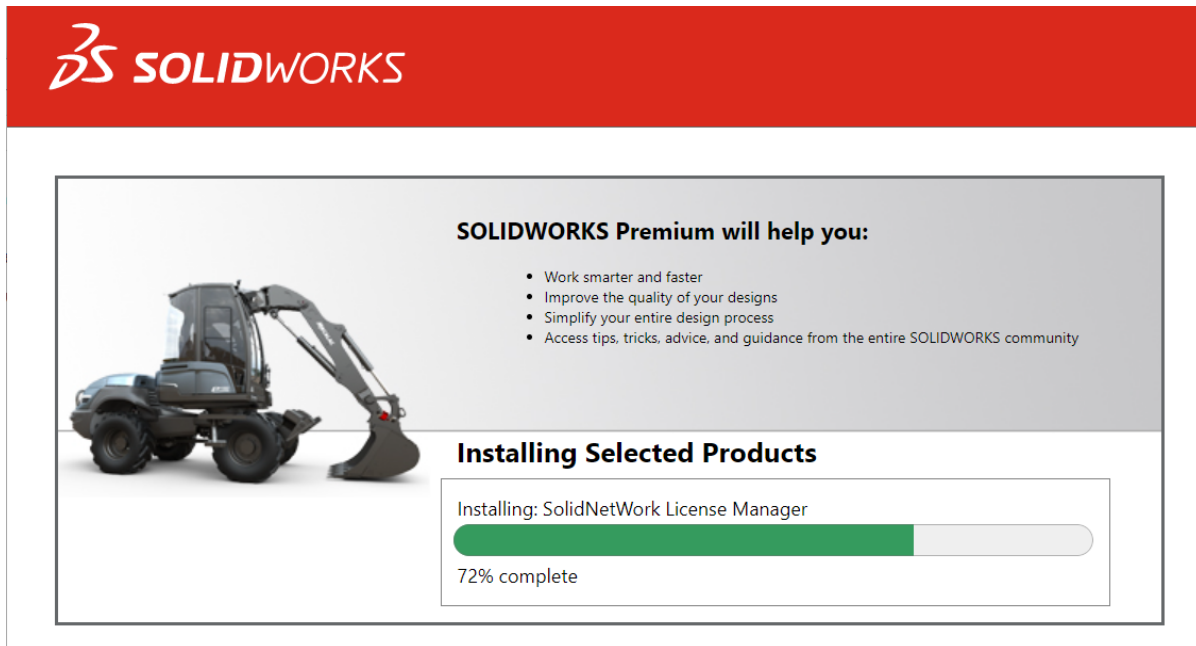 SOLIDWORKS
SOLIDWORKS Premium will help you:
• Work smarter and faster
• Improve the quality of your designs
• Simplify your entire design process
• Access tips, tricks, advice, and guidance from the entire SOLIDWORKS community
Installing Selected Products
Installing: SolidNetWork License Manager
72% complete